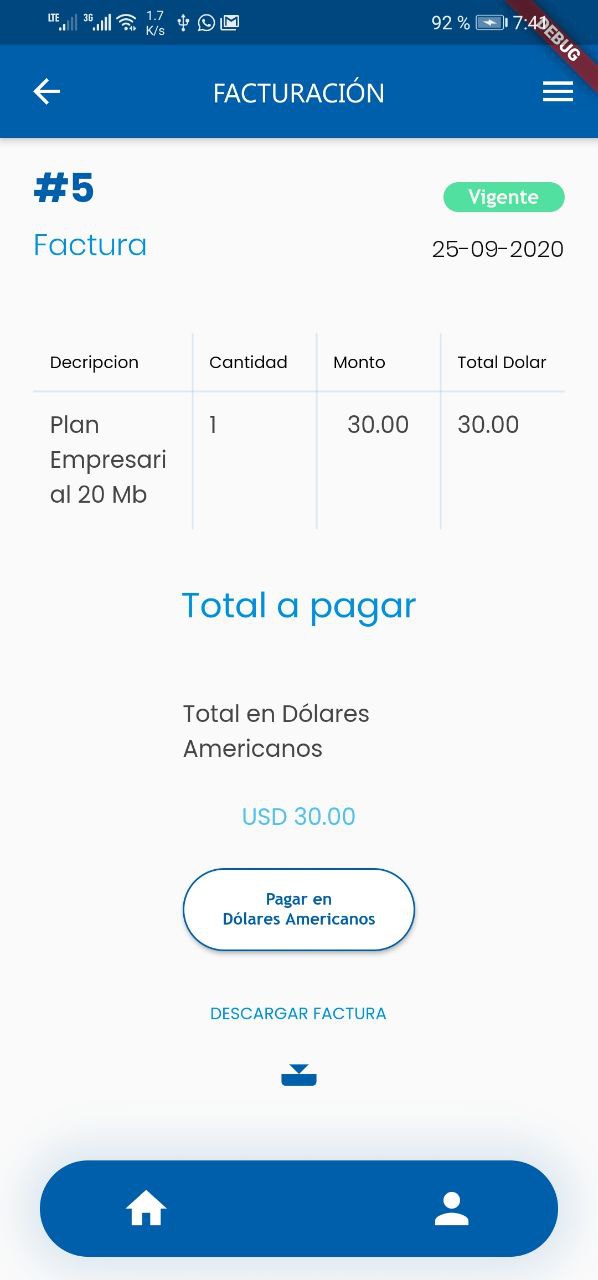 LTE 3G 1.7 K/s 92 % 7:41
DEBUG
FACTURACIÓN
#5
Vigente
Factura
25-09-2020
Decripcion Cantidad Monto Total Dolar
Plan 1 30.00 30.00
Empresari
al 20 Mb
Total a pagar
Total en Dólares
Americanos
USD 30.00
Pagar en
Dólares Americanos
DESCARGAR FACTURA